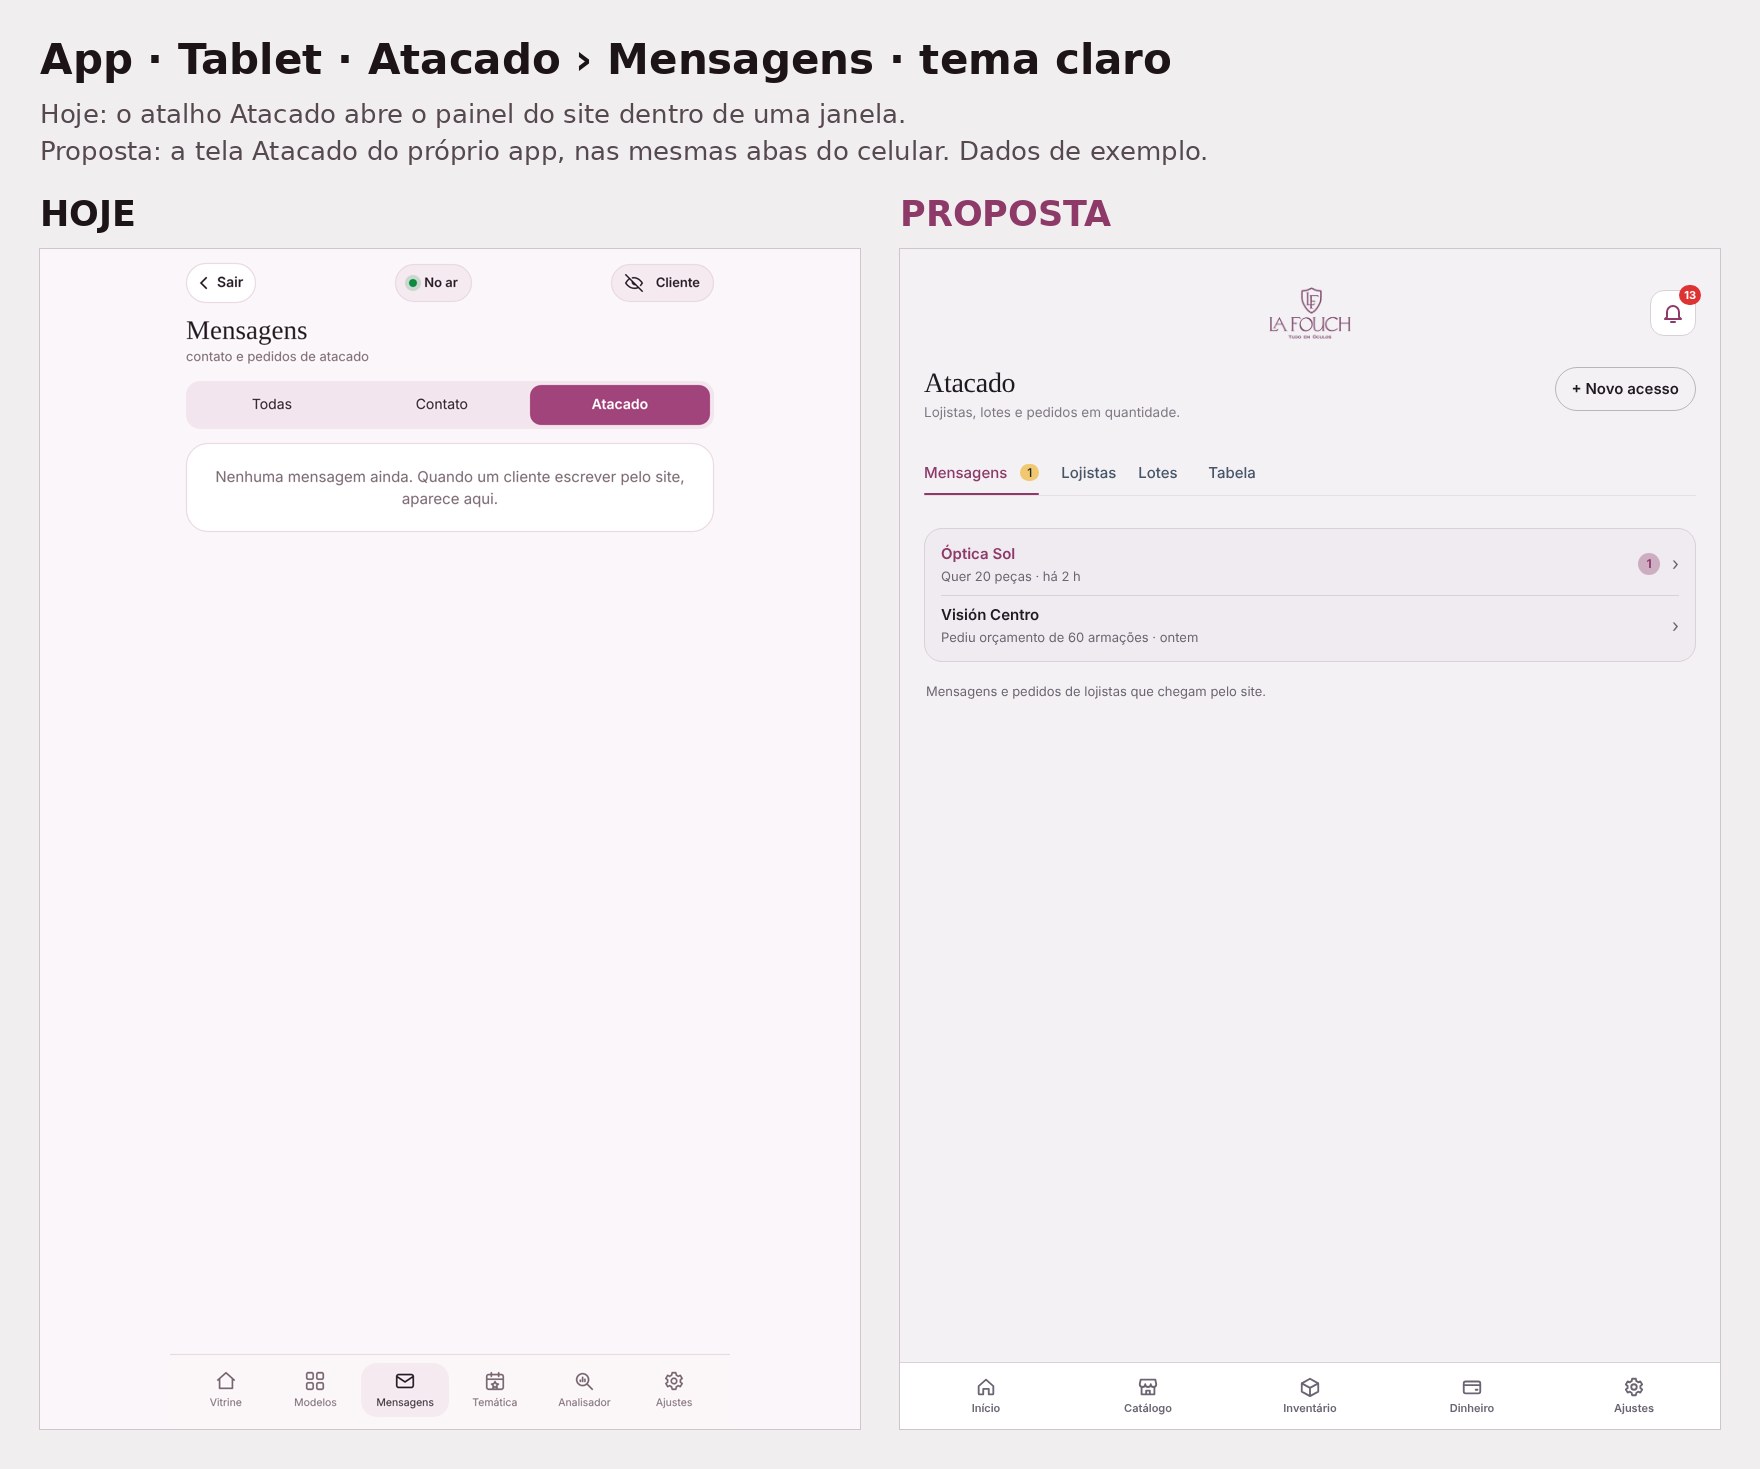 App · Tablet · Atacado › Mensagens · tema claro
Hoje: o atalho Atacado abre o painel do site dentro de uma janela.
Proposta: a tela Atacado do próprio app, nas mesmas abas do celular. Dados de exemplo.
HOJE
Sair
No ar
Cliente
Mensagens
contato e pedidos de atacado
Todas
Contato
Atacado
Nenhuma mensagem ainda. Quando um cliente escrever pelo site,
aparece aqui.
Vitrine
Modelos
Mensagens
Temática
Analisador
Ajustes
PROPOSTA
LF
LA FOUCH
Tudo em Óculos
13
Atacado
+ Novo acesso
Lojistas, lotes e pedidos em quantidade.
Mensagens 1
Lojistas
Lotes
Tabela
Óptica Sol
Quer 20 peças · há 2 h
1
Visión Centro
Pediu orçamento de 60 armações · ontem
Mensagens e pedidos de lojistas que chegam pelo site.
Início
Catálogo
Inventário
Dinheiro
Ajustes